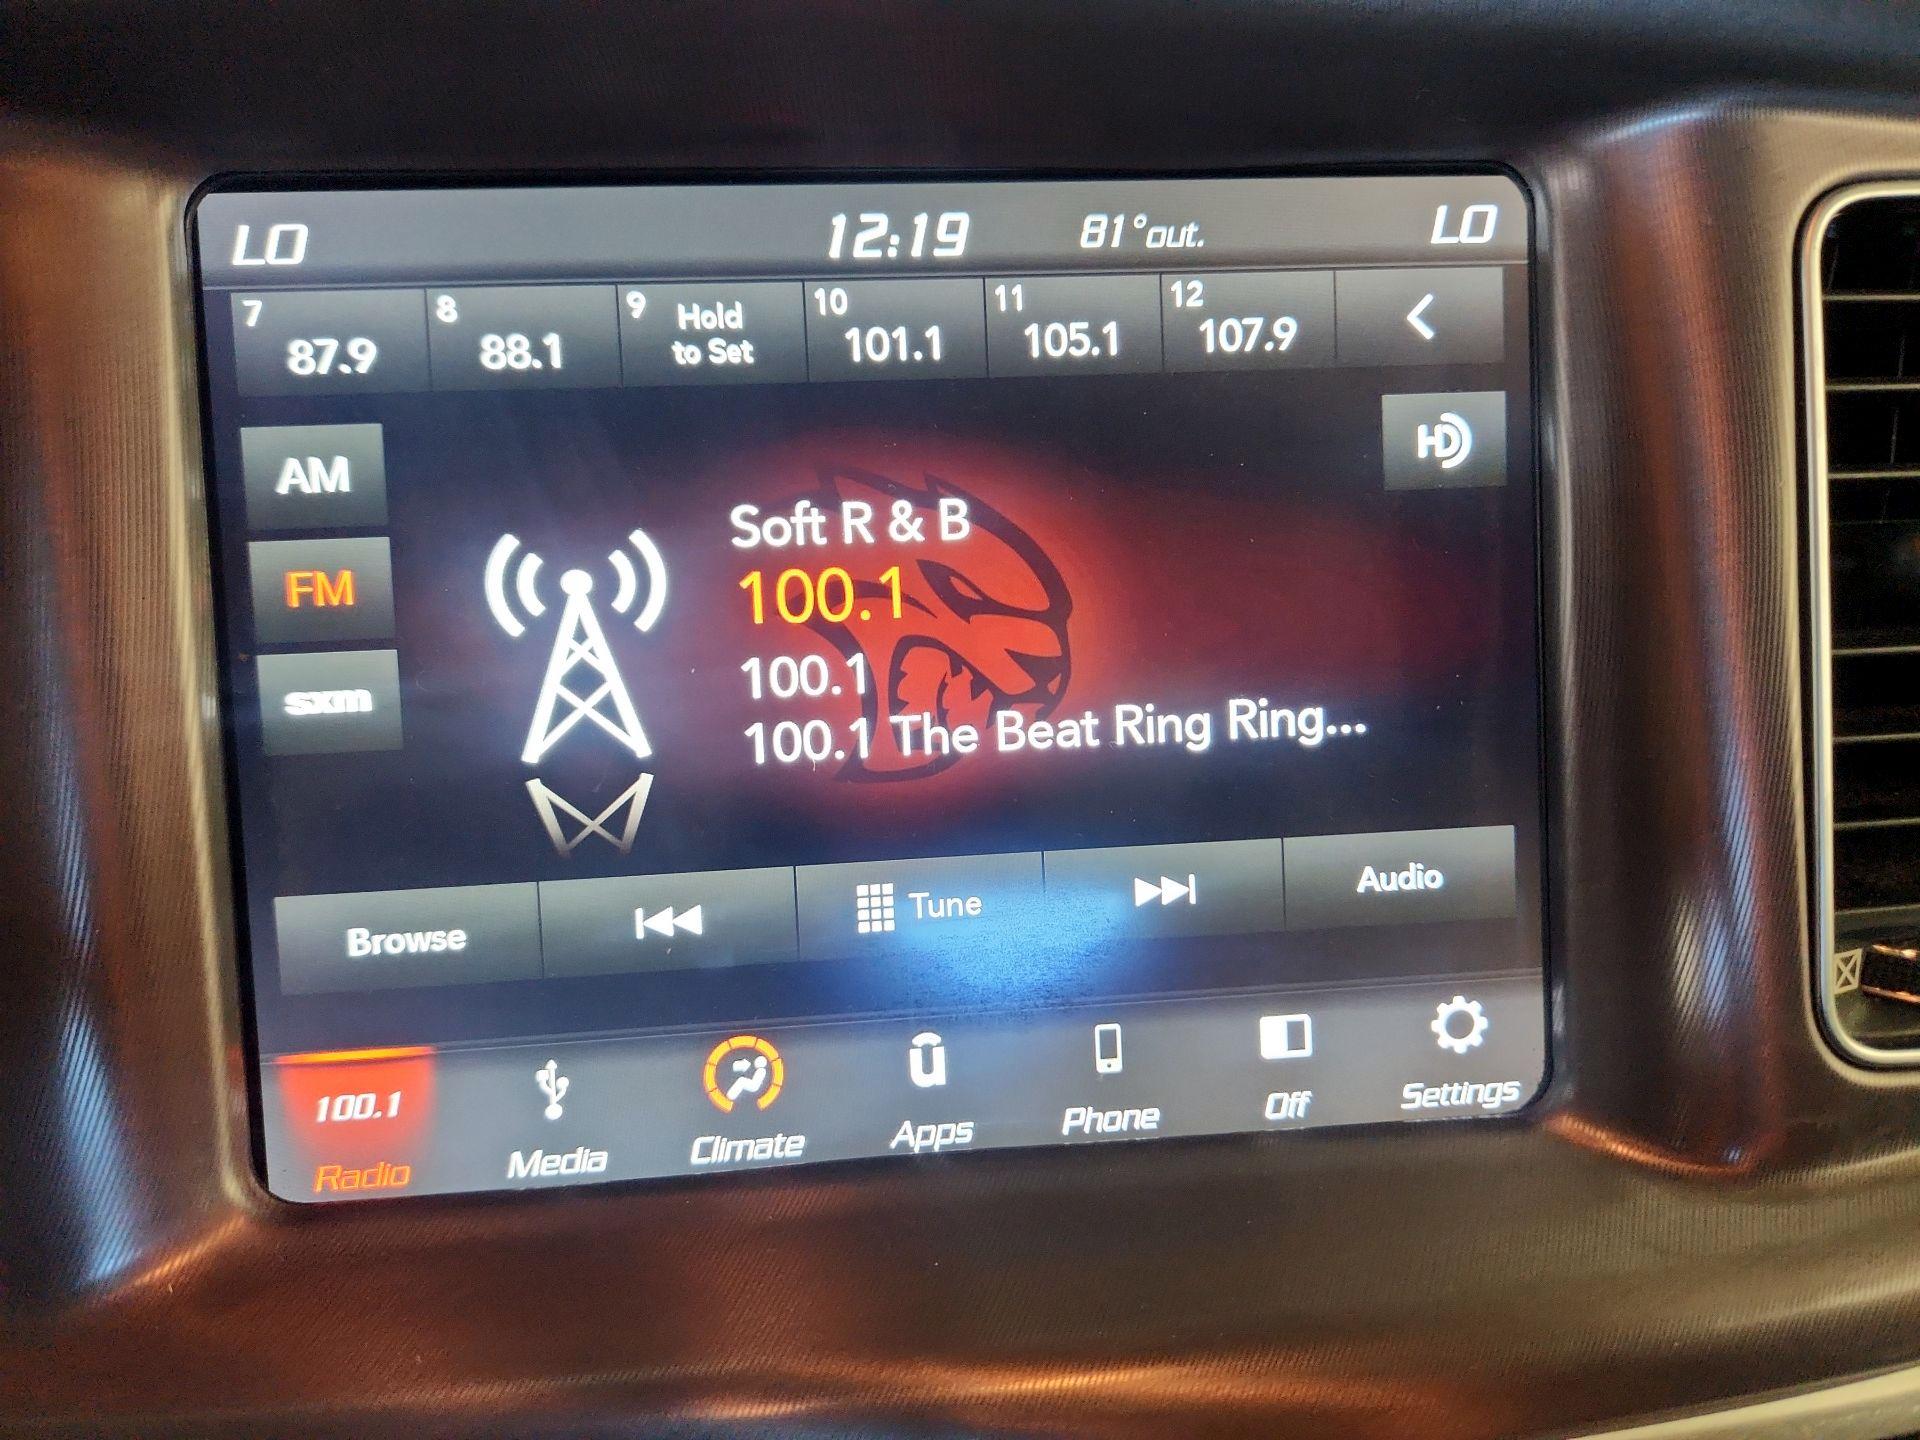 LO 12:19 81°out. LO
7 87.9 8 88.1 9 Hold to Set 10 101.1 11 105.1 12 107.9
AM
FM
sxm
HD
Soft R & B
100.1
100.1
100.1 The Beat Ring Ring...
Browse Tune Audio
100.1
Radio Media Climate Apps Phone Off Settings